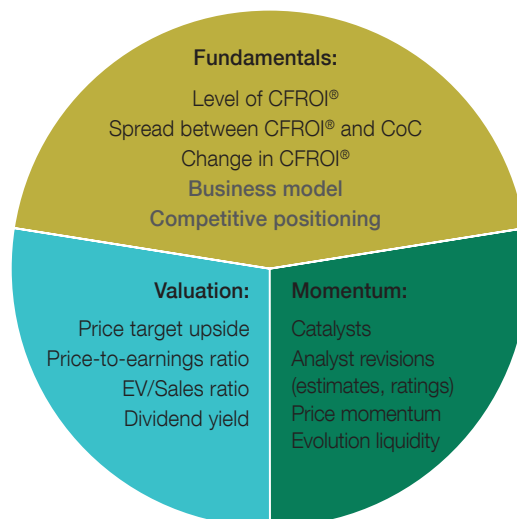 Fundamentals:
Level of CFROI®
Spread between CFROI® and CoC
Change in CFROI®
Business model
Competitive positioning
Valuation:
Price target upside
Price-to-earnings ratio
EV/Sales ratio
Dividend yield
Momentum:
Catalysts
Analyst revisions
(estimates, ratings)
Price momentum
Evolution liquidity